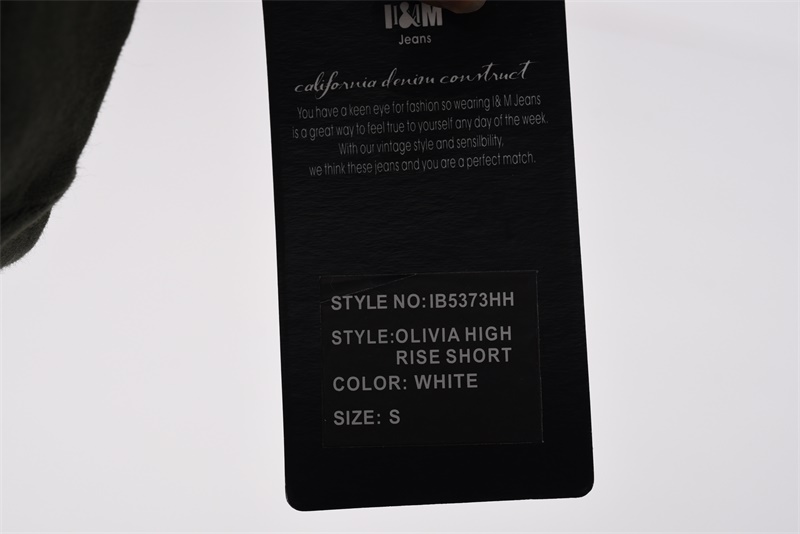 I&M
Jeans
california denim construct
You have a keen eye for fashion so wearing I& M Jeans
is a great way to feel true to yourself any day of the week.
With our vintage style and sensilbility,
we think these jeans and you are a perfect match.
STYLE NO: IB5373HH
STYLE:OLIVIA HIGH
RISE SHORT
COLOR: WHITE
SIZE: S